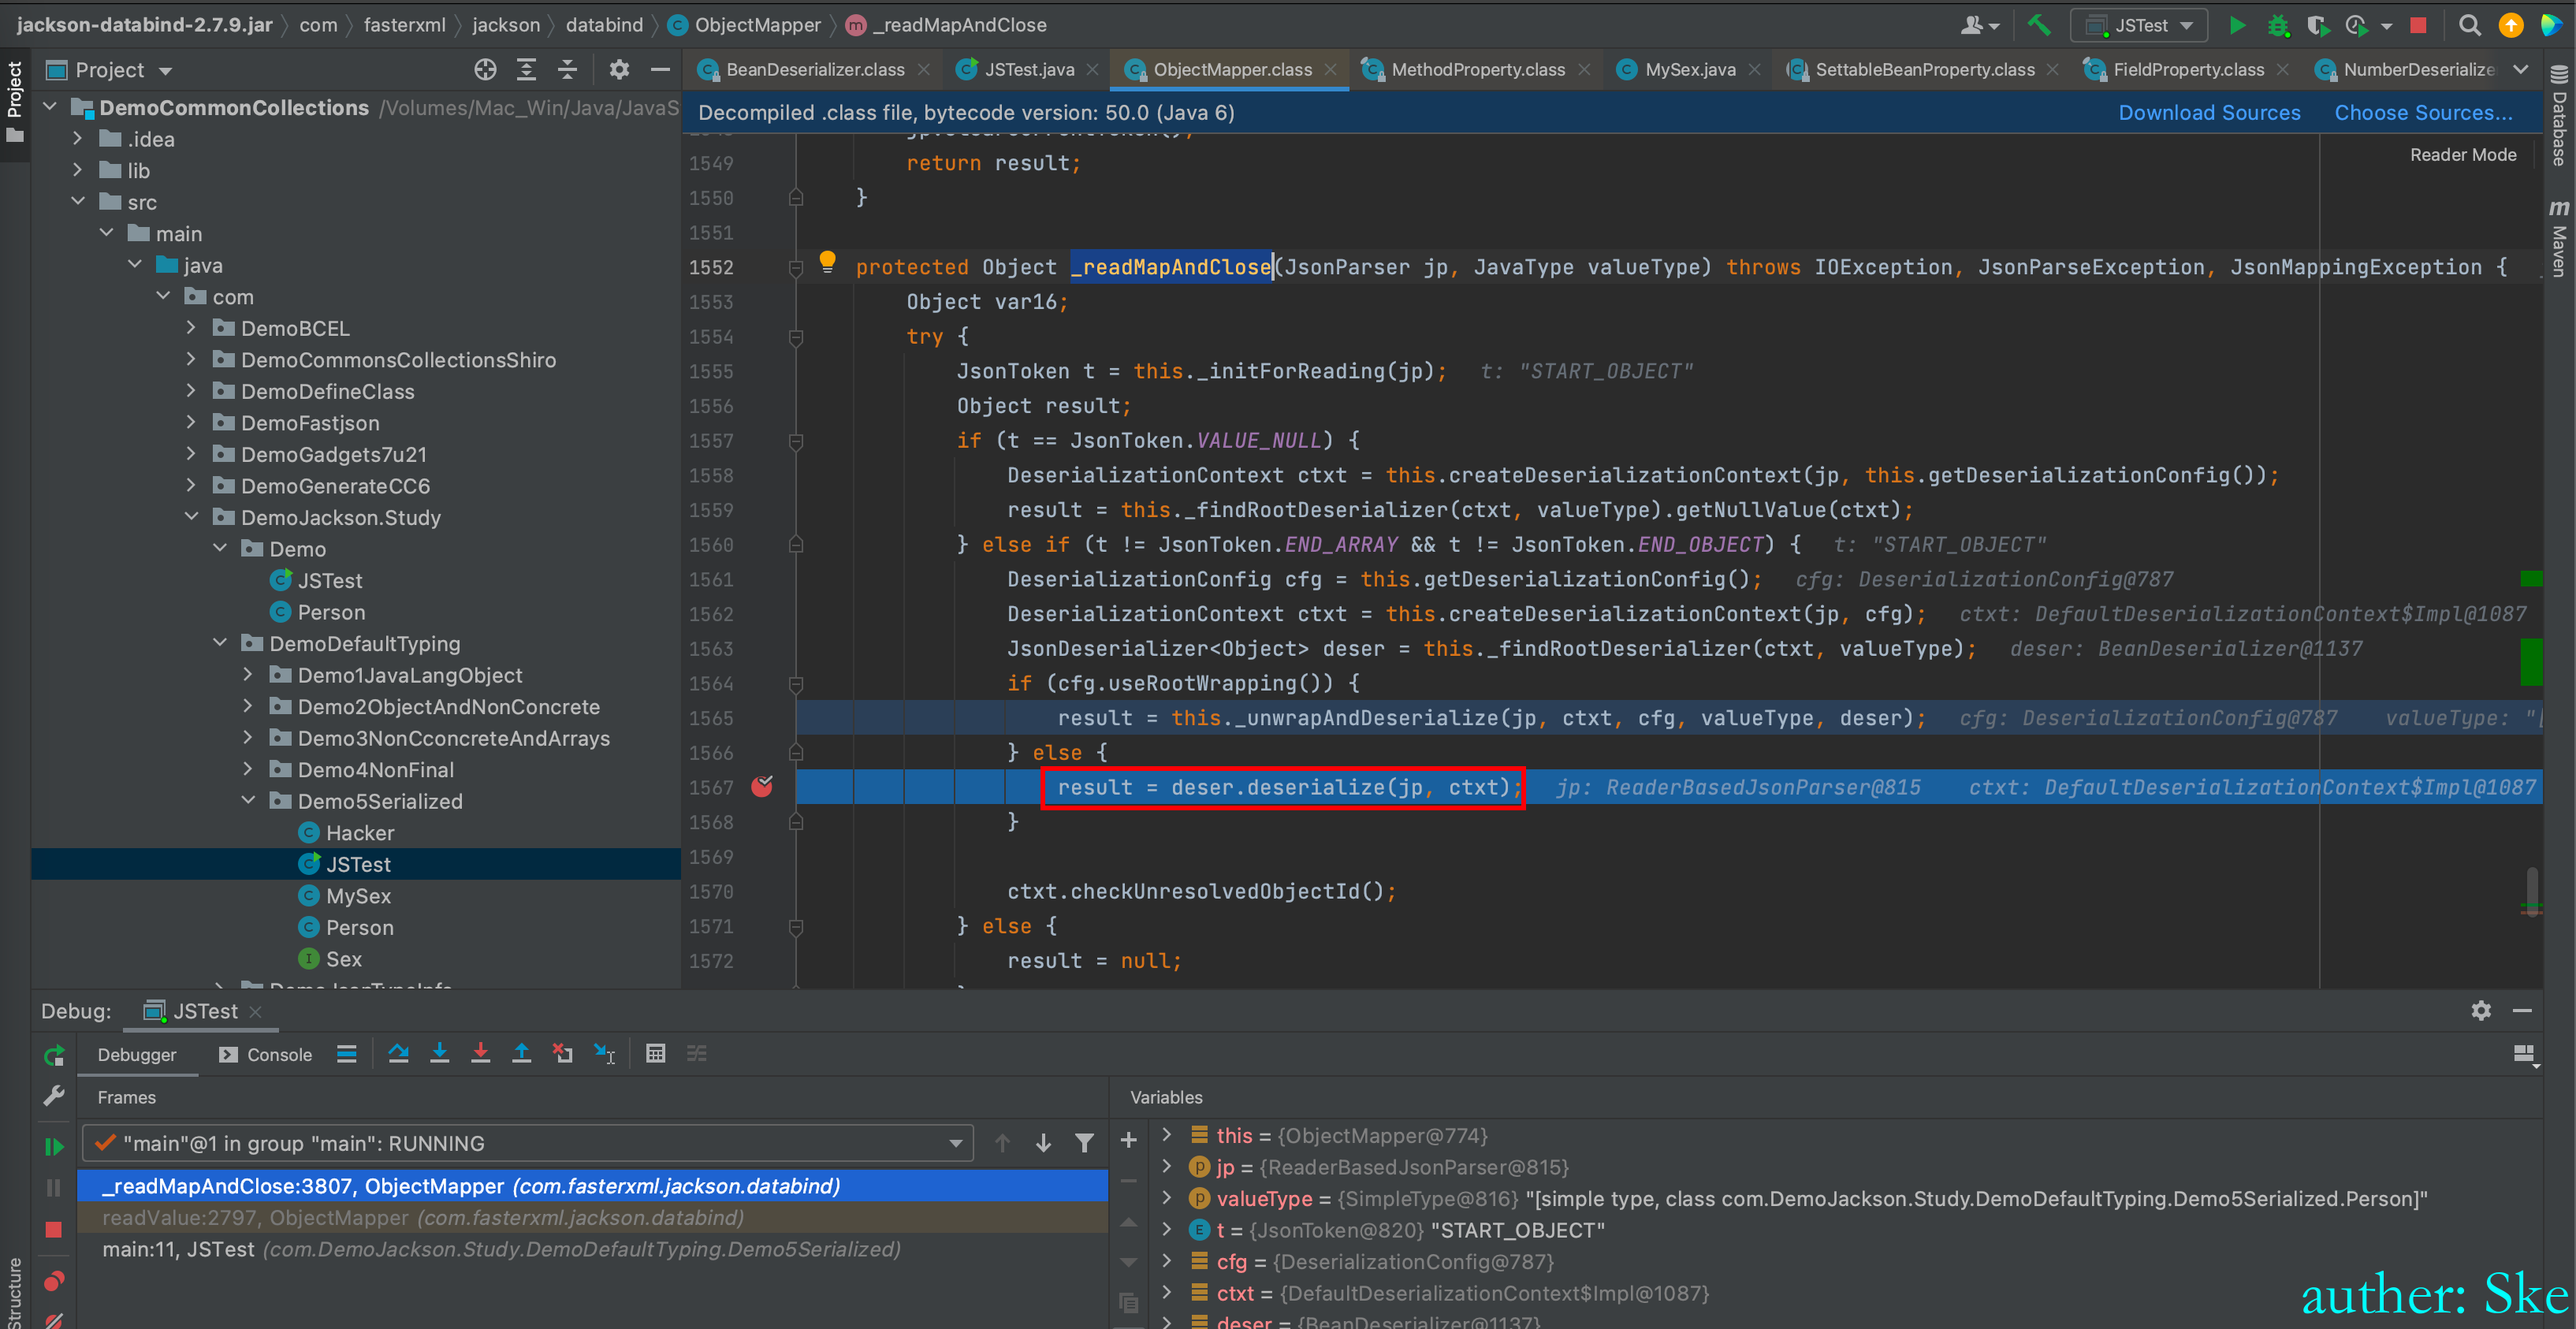 jackson-databind-2.7.9.jar com fasterxml jackson databind ObjectMapper _readMapAndClose
JSTest
Project
BeanDeserializer.class JSTest.java ObjectMapper.class MethodProperty.class MySex.java SettableBeanProperty.class FieldProperty.class NumberDeserialize
Project
Database
Maven
Structure
DemoCommonCollections /Volumes/Mac_Win/Java/JavaS
.idea
lib
src
main
java
com
DemoBCEL
DemoCommonsCollectionsShiro
DemoDefineClass
DemoFastjson
DemoGadgets7u21
DemoGenerateCC6
DemoJackson.Study
Demo
JSTest
Person
DemoDefaultTyping
Demo1JavaLangObject
Demo2ObjectAndNonConcrete
Demo3NonCconcreteAndArrays
Demo4NonFinal
Demo5Serialized
Hacker
JSTest
MySex
Person
Sex
Decompiled .class file, bytecode version: 50.0 (Java 6) Download Sources Choose Sources...
Reader Mode
1549 return result;
1550 }
1551
1552 protected Object _readMapAndClose(JsonParser jp, JavaType valueType) throws IOException, JsonParseException, JsonMappingException {
1553 Object var16;
1554 try {
1555 JsonToken t = this._initForReading(jp); t: "START_OBJECT"
1556 Object result;
1557 if (t == JsonToken.VALUE_NULL) {
1558 DeserializationContext ctxt = this.createDeserializationContext(jp, this.getDeserializationConfig());
1559 result = this._findRootDeserializer(ctxt, valueType).getNullValue(ctxt);
1560 } else if (t != JsonToken.END_ARRAY && t != JsonToken.END_OBJECT) { t: "START_OBJECT"
1561 DeserializationConfig cfg = this.getDeserializationConfig(); cfg: DeserializationConfig@787
1562 DeserializationContext ctxt = this.createDeserializationContext(jp, cfg); ctxt: DefaultDeserializationContext$Impl@1087
1563 JsonDeserializer<Object> deser = this._findRootDeserializer(ctxt, valueType); deser: BeanDeserializer@1137
1564 if (cfg.useRootWrapping()) {
1565 result = this._unwrapAndDeserialize(jp, ctxt, cfg, valueType, deser); cfg: DeserializationConfig@787 valueType: "[
1566 } else {
1567 result = deser.deserialize(jp, ctxt); jp: ReaderBasedJsonParser@815 ctxt: DefaultDeserializationContext$Impl@1087
1568 }
1569
1570 ctxt.checkUnresolvedObjectId();
1571 } else {
1572 result = null;
Debug: JSTest
Debugger Console
Frames
"main"@1 in group "main": RUNNING
_readMapAndClose:3807, ObjectMapper (com.fasterxml.jackson.databind)
readValue:2797, ObjectMapper (com.fasterxml.jackson.databind)
main:11, JSTest (com.DemoJackson.Study.DemoDefaultTyping.Demo5Serialized)
Variables
this = {ObjectMapper@774}
jp = {ReaderBasedJsonParser@815}
valueType = {SimpleType@816} "[simple type, class com.DemoJackson.Study.DemoDefaultTyping.Demo5Serialized.Person]"
t = {JsonToken@820} "START_OBJECT"
cfg = {DeserializationConfig@787}
ctxt = {DefaultDeserializationContext$Impl@1087}
deser = {BeanDeserializer@1137}
auther: Ske